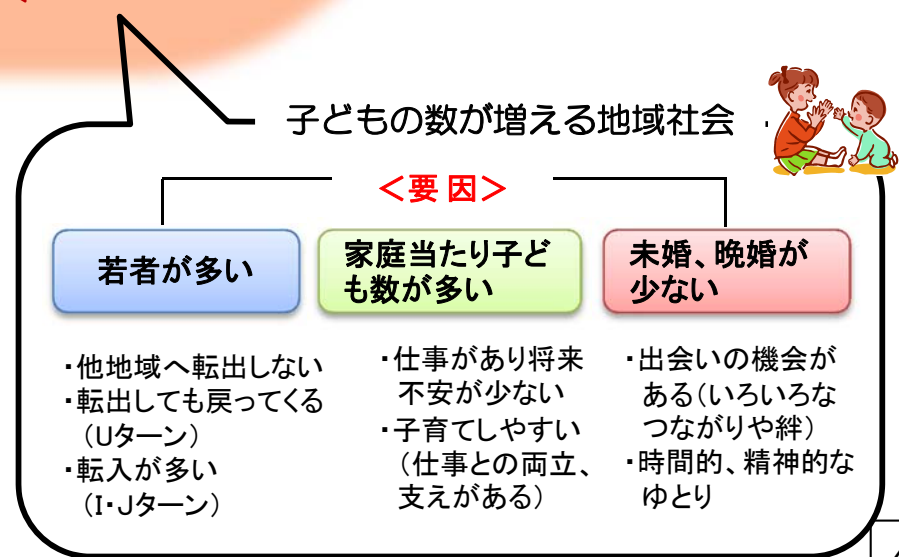 子どもの数が増える地域社会
＜要 因＞
若者が多い
・他地域へ転出しない
・転出しても戻ってくる
（Uターン）
・転入が多い
（I・Jターン）
家庭当たり子ど
も数が多い
・仕事があり将来
不安が少ない
・子育てしやすい
（仕事との両立、
支えがある）
未婚、晩婚が
少ない
・出会いの機会が
ある（いろいろな
つながりや絆）
・時間的、精神的な
ゆとり